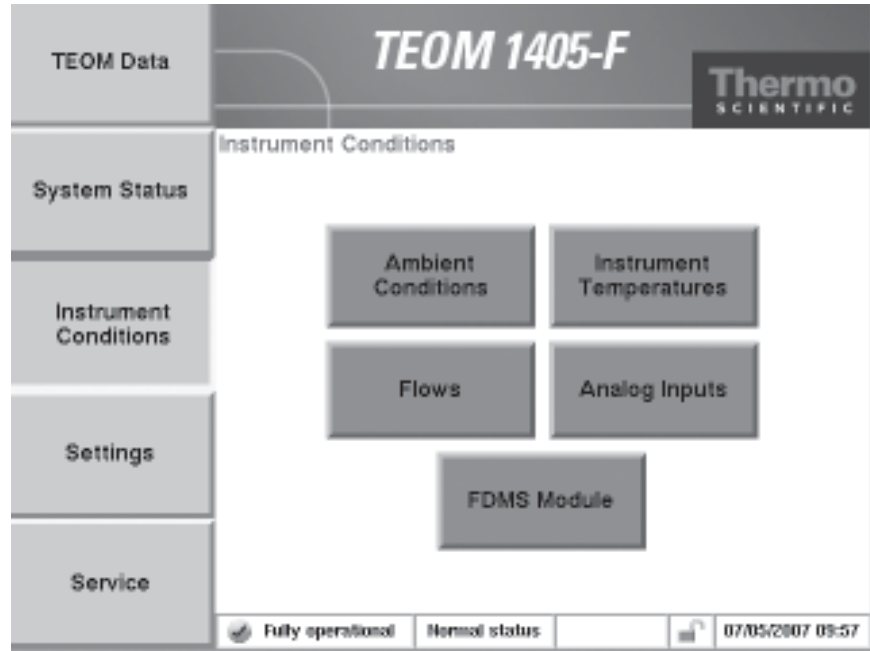 TEOM Data
TEOM 1405-F
Thermo
SCIENTIFIC
Instrument Conditions
System Status
Instrument
Conditions
Settings
Service
Ambient
Conditions
Instrument
Temperatures
Flows
Analog Inputs
FDMS Module
Fully operational
Normal status
07/05/2007 09:57